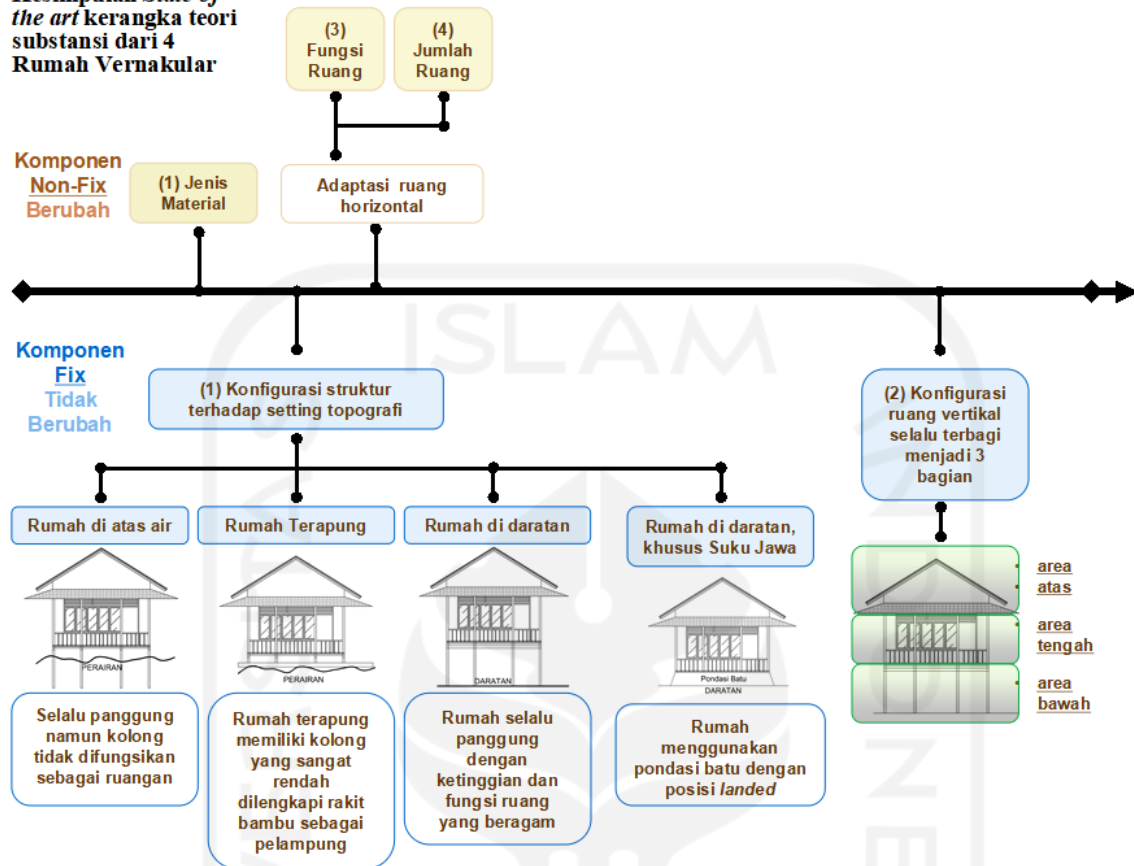 Kesimpulan State of
the art kerangka teori
substansi dari 4
Rumah Vernakular
(3)
Fungsi
Ruang
(4)
Jumlah
Ruang
Komponen
Non-Fix
Berubah
(1) Jenis
Material
Adaptasi ruang
horizontal
ISLAM
Komponen
Fix
Tidak
Berubah
(1) Konfigurasi struktur
terhadap setting topografi
(2) Konfigurasi
ruang vertikal
selalu terbagi
menjadi 3
bagian
Rumah di atas air
Rumah Terapung
Rumah di daratan
Rumah di daratan,
khusus Suku Jawa
PERAIRAN
PERAIRAN
DARATAN
Pondasi Batu
DARATAN
area
atas
area
tengah
area
bawah
Selalu panggung
namun kolong
tidak difungsikan
sebagai ruangan
Rumah terapung
memiliki kolong
yang sangat
rendah
dilengkapi rakit
bambu sebagai
pelampung
Rumah selalu
panggung
dengan
ketinggian dan
fungsi ruang
yang beragam
Rumah
menggunakan
pondasi batu dengan
posisi landed